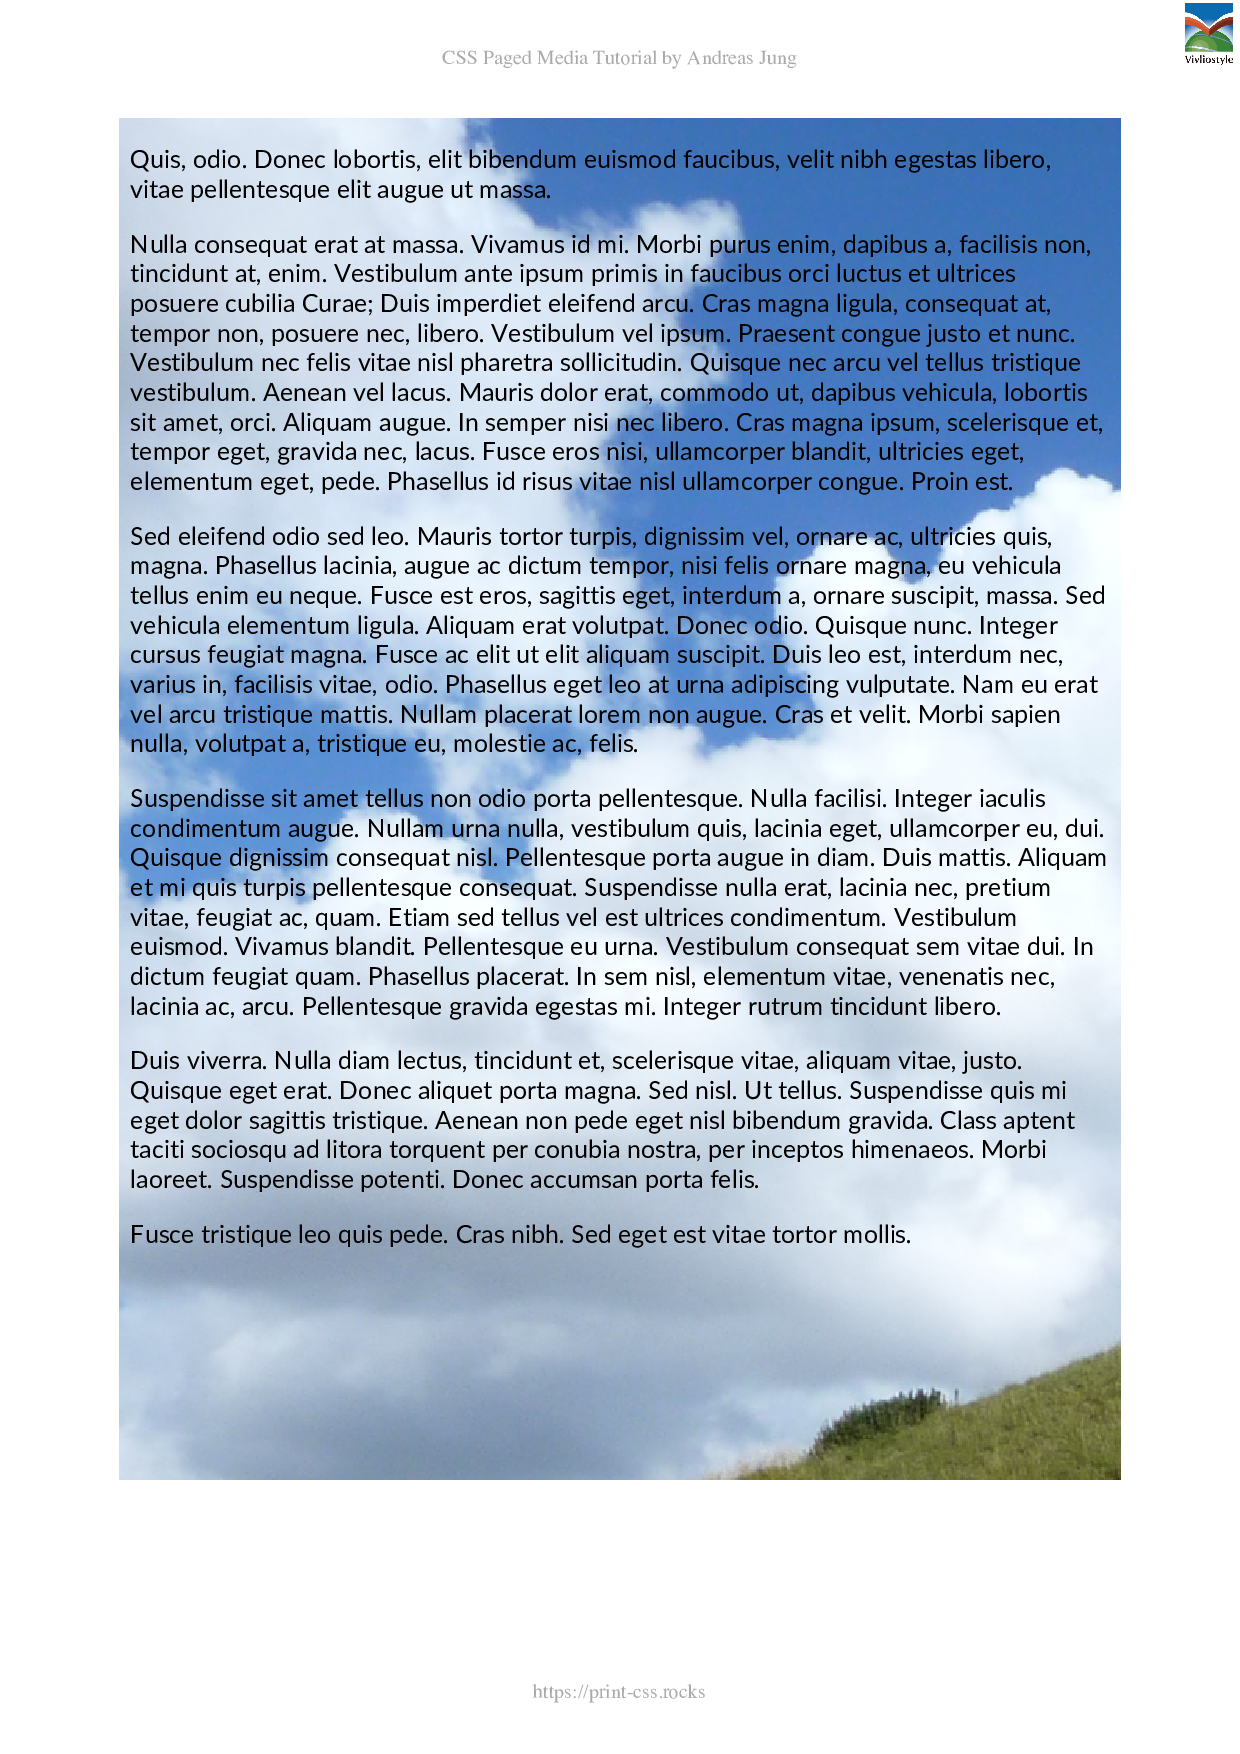 CSS Paged Media Tutorial by Andreas Jung
Vivliostyle
Quis, odio. Donec lobortis, elit bibendum euismod faucibus, velit nibh egestas libero,
vitae pellentesque elit augue ut massa.
Nulla consequat erat at massa. Vivamus id mi. Morbi purus enim, dapibus a, facilisis non,
tincidunt at, enim. Vestibulum ante ipsum primis in faucibus orci luctus et ultrices
posuere cubilia Curae; Duis imperdiet eleifend arcu. Cras magna ligula, consequat at,
tempor non, posuere nec, libero. Vestibulum vel ipsum. Praesent congue justo et nunc.
Vestibulum nec felis vitae nisl pharetra sollicitudin. Quisque nec arcu vel tellus tristique
vestibulum. Aenean vel lacus. Mauris dolor erat, commodo ut, dapibus vehicula, lobortis
sit amet, orci. Aliquam augue. In semper nisi nec libero. Cras magna ipsum, scelerisque et,
tempor eget, gravida nec, lacus. Fusce eros nisi, ullamcorper blandit, ultricies eget,
elementum eget, pede. Phasellus id risus vitae nisl ullamcorper congue. Proin est.
Sed eleifend odio sed leo. Mauris tortor turpis, dignissim vel, ornare ac, ultricies quis,
magna. Phasellus lacinia, augue ac dictum tempor, nisi felis ornare magna, eu vehicula
tellus enim eu neque. Fusce est eros, sagittis eget, interdum a, ornare suscipit, massa. Sed
vehicula elementum ligula. Aliquam erat volutpat. Donec odio. Quisque nunc. Integer
cursus feugiat magna. Fusce ac elit ut elit aliquam suscipit. Duis leo est, interdum nec,
varius in, facilisis vitae, odio. Phasellus eget leo at urna adipiscing vulputate. Nam eu erat
vel arcu tristique mattis. Nullam placerat lorem non augue. Cras et velit. Morbi sapien
nulla, volutpat a, tristique eu, molestie ac, felis.
Suspendisse sit amet tellus non odio porta pellentesque. Nulla facilisi. Integer iaculis
condimentum augue. Nullam urna nulla, vestibulum quis, lacinia eget, ullamcorper eu, dui.
Quisque dignissim consequat nisl. Pellentesque porta augue in diam. Duis mattis. Aliquam
et mi quis turpis pellentesque consequat. Suspendisse nulla erat, lacinia nec, pretium
vitae, feugiat ac, quam. Etiam sed tellus vel est ultrices condimentum. Vestibulum
euismod. Vivamus blandit. Pellentesque eu urna. Vestibulum consequat sem vitae dui. In
dictum feugiat quam. Phasellus placerat. In sem nisl, elementum vitae, venenatis nec,
lacinia ac, arcu. Pellentesque gravida egestas mi. Integer rutrum tincidunt libero.
Duis viverra. Nulla diam lectus, tincidunt et, scelerisque vitae, aliquam vitae, justo.
Quisque eget erat. Donec aliquet porta magna. Sed nisl. Ut tellus. Suspendisse quis mi
eget dolor sagittis tristique. Aenean non pede eget nisl bibendum gravida. Class aptent
taciti sociosqu ad litora torquent per conubia nostra, per inceptos himenaeos. Morbi
laoreet. Suspendisse potenti. Donec accumsan porta felis.
Fusce tristique leo quis pede. Cras nibh. Sed eget est vitae tortor mollis.
https://print-css.rocks